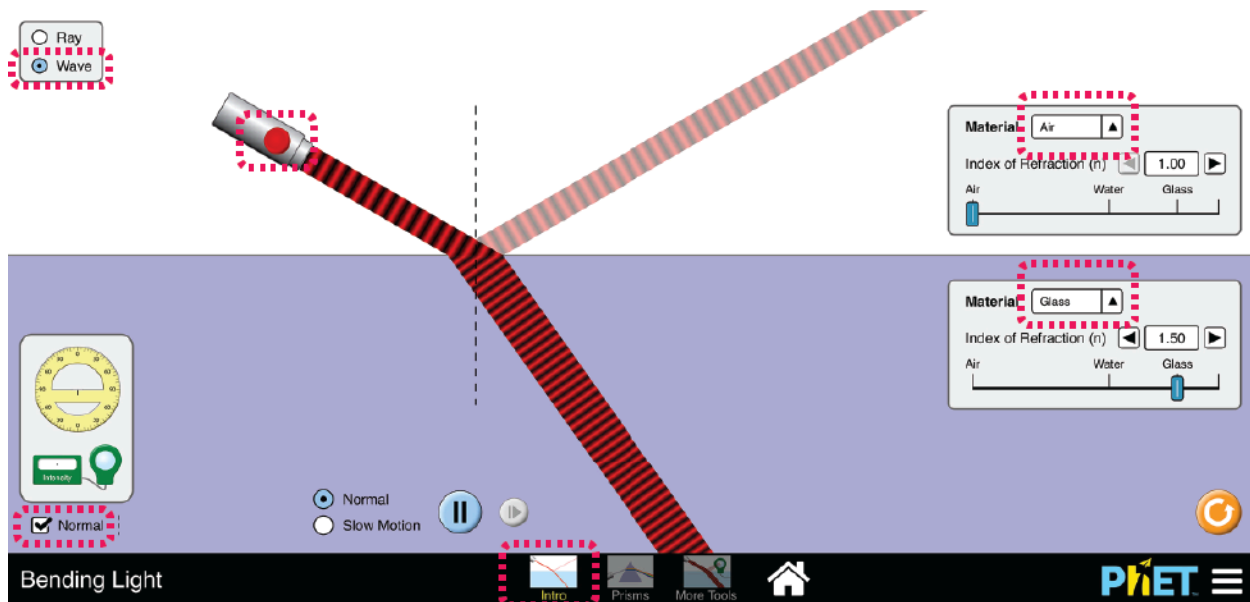 Ray
Wave
Material Air
Index of Refraction (n) 1.00
Air Water Glass
Material Glass
Index of Refraction (n) 1.50
Air Water Glass
Intensity
Normal
Normal
Slow Motion
Bending Light
Intro
Prisms
More Tools
PhET